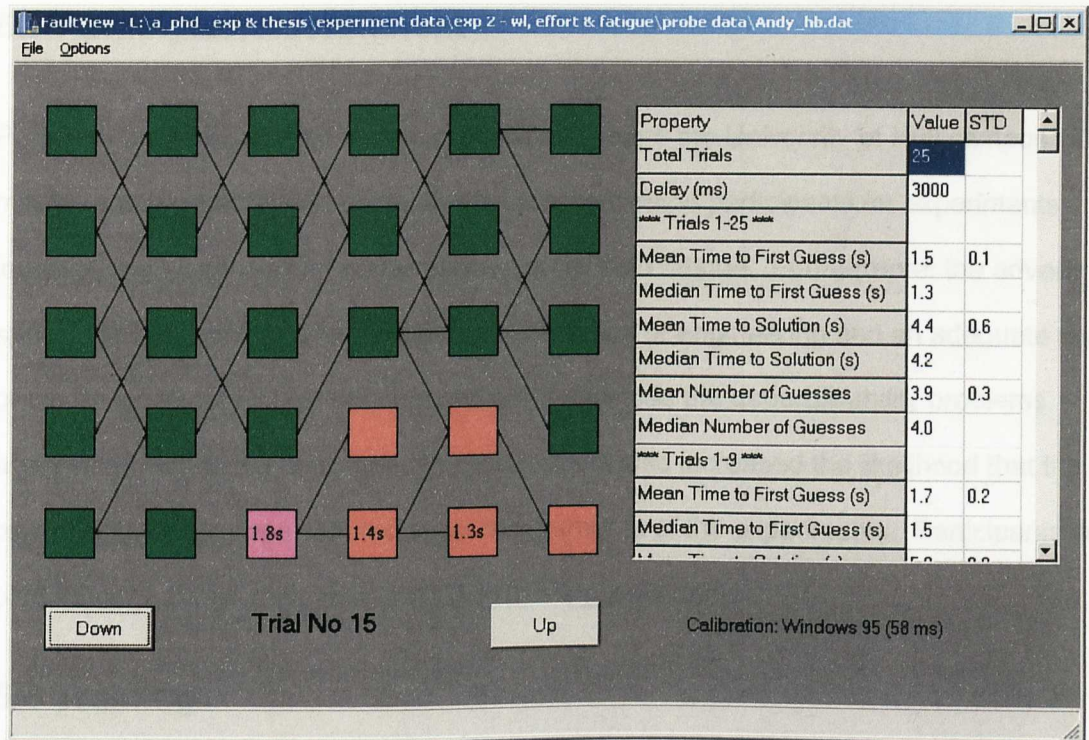 FaultView - L:\a_phd_ exp & thesis\experiment data\exp 2 - wl, effort & fatigue\probe data\Andy_hb.dat
File Options
Property Value STD
Total Trials 25
Delay (ms) 3000
*** Trials 1-25 ***
Mean Time to First Guess (s) 1.5 0.1
Median Time to First Guess (s) 1.3
Mean Time to Solution (s) 4.4 0.6
Median Time to Solution (s) 4.2
Mean Number of Guesses 3.9 0.3
Median Number of Guesses 4.0
*** Trials 1-9 ***
Mean Time to First Guess (s) 1.7 0.2
Median Time to First Guess (s) 1.5
1.8s 1.4s 1.3s
Down Trial No 15 Up Calibration: Windows 95 (58 ms)